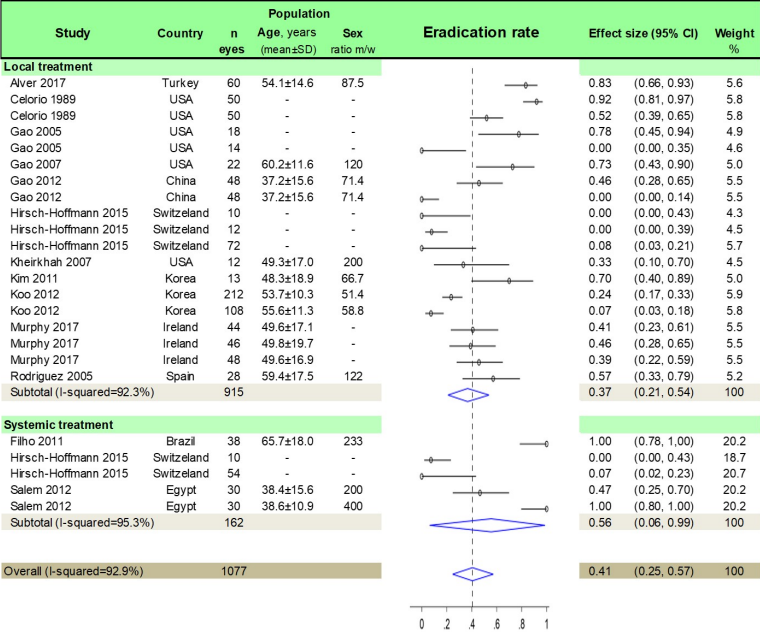 Population
Study Country n eyes Age, years (mean±SD) Sex ratio m/w Eradication rate Effect size (95% CI) Weight %
Local treatment
Alver 2017 Turkey 60 54.1±14.6 87.5 0.83 (0.66, 0.93) 5.6
Celorio 1989 USA 50 - - 0.92 (0.81, 0.97) 5.8
Celorio 1989 USA 50 - - 0.52 (0.39, 0.65) 5.8
Gao 2005 USA 18 - - 0.78 (0.45, 0.94) 4.9
Gao 2005 USA 14 - - 0.00 (0.00, 0.35) 4.6
Gao 2007 USA 22 60.2±11.6 120 0.73 (0.43, 0.90) 5.0
Gao 2012 China 48 37.2±15.6 71.4 0.46 (0.28, 0.65) 5.5
Gao 2012 China 48 37.2±15.6 71.4 0.00 (0.00, 0.14) 5.5
Hirsch-Hoffmann 2015 Switzeland 10 - - 0.00 (0.00, 0.43) 4.3
Hirsch-Hoffmann 2015 Switzeland 12 - - 0.00 (0.00, 0.39) 4.5
Hirsch-Hoffmann 2015 Switzeland 72 - - 0.08 (0.03, 0.21) 5.7
Kheirkhah 2007 USA 12 49.3±17.0 200 0.33 (0.10, 0.70) 4.5
Kim 2011 Korea 13 48.3±18.9 66.7 0.70 (0.40, 0.89) 5.0
Koo 2012 Korea 212 53.7±10.3 51.4 0.24 (0.17, 0.33) 5.9
Koo 2012 Korea 108 55.6±11.3 58.8 0.07 (0.03, 0.18) 5.8
Murphy 2017 Ireland 44 49.6±17.1 - 0.41 (0.23, 0.61) 5.5
Murphy 2017 Ireland 46 49.8±19.7 - 0.46 (0.28, 0.65) 5.5
Murphy 2017 Ireland 48 49.6±16.9 - 0.39 (0.22, 0.59) 5.5
Rodriguez 2005 Spain 28 59.4±17.5 122 0.57 (0.33, 0.79) 5.2
Subtotal (I-squared=92.3%) 915 0.37 (0.21, 0.54) 100
Systemic treatment
Filho 2011 Brazil 38 65.7±18.0 233 1.00 (0.78, 1.00) 20.2
Hirsch-Hoffmann 2015 Switzeland 10 - - 0.00 (0.00, 0.43) 18.7
Hirsch-Hoffmann 2015 Switzeland 54 - - 0.07 (0.02, 0.23) 20.7
Salem 2012 Egypt 30 38.4±15.6 200 0.47 (0.25, 0.70) 20.2
Salem 2012 Egypt 30 38.6±10.9 400 1.00 (0.80, 1.00) 20.2
Subtotal (I-squared=95.3%) 162 0.56 (0.06, 0.99) 100
Overall (I-squared=92.9%) 1077 0.41 (0.25, 0.57) 100
0 .2 .4 .6 .8 1